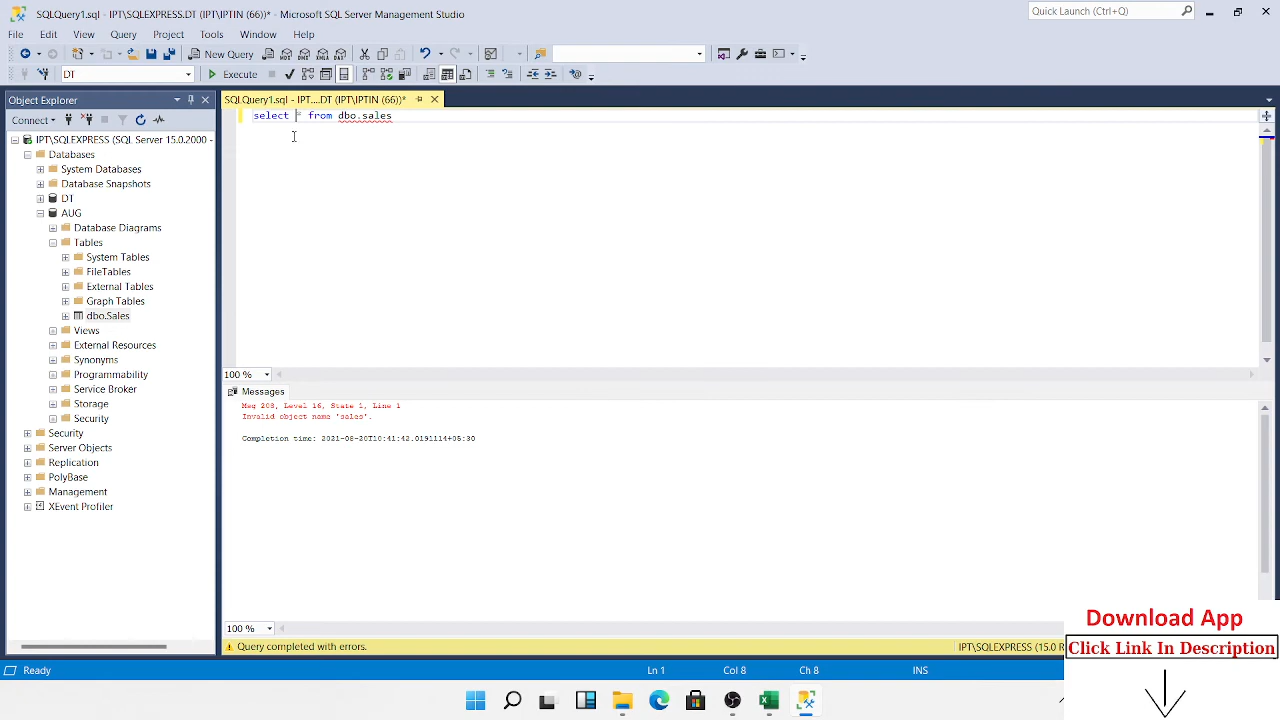 SQLQuery1.sql - IPT\SQLEXPRESS.DT (IPT\IPTIN (66))* - Microsoft SQL Server Management Studio
Quick Launch (Ctrl+Q)
File Edit View Query Project Tools Window Help
New Query
MDX DMX XMLA DAX
DT
Execute
Object Explorer
SQLQuery1.sql - IPT....DT (IPT\IPTIN (66))*
Connect
select * from dbo.sales
IPT\SQLEXPRESS (SQL Server 15.0.2000 -
Databases
System Databases
Database Snapshots
DT
AUG
Database Diagrams
Tables
System Tables
FileTables
External Tables
Graph Tables
dbo.Sales
Views
External Resources
Synonyms
Programmability
Service Broker
Storage
Security
Security
Server Objects
Replication
PolyBase
Management
XEvent Profiler
100 %
Messages
Msg 208, Level 16, State 1, Line 1
Invalid object name 'sales'.
Completion time: 2021-08-20T10:41:42.0191114+05:30
100 %
Query completed with errors.
IPT\SQLEXPRESS (15.0 R
Ready
Ln 1
Col 8
Ch 8
INS
Download App
Click Link In Description